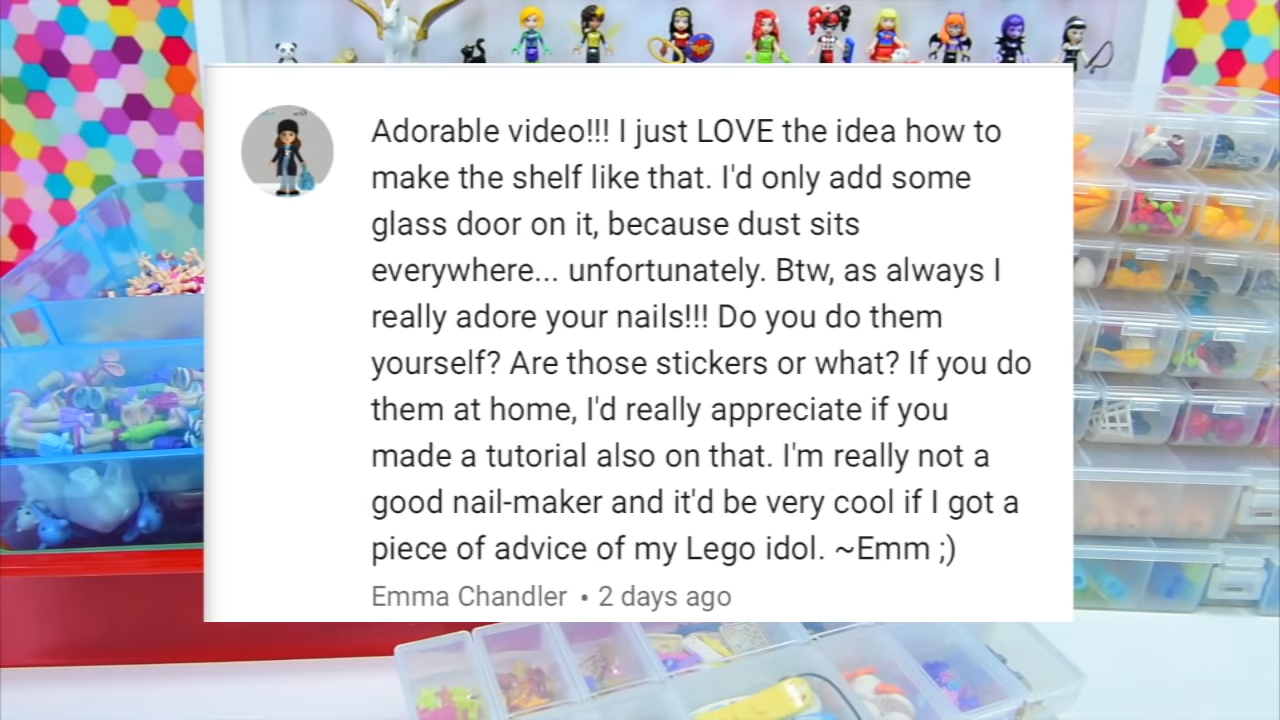 Adorable video!!! I just LOVE the idea how to
make the shelf like that. I'd only add some
glass door on it, because dust sits
everywhere... unfortunately. Btw, as always I
really adore your nails!!! Do you do them
yourself? Are those stickers or what? If you do
them at home, I'd really appreciate if you
made a tutorial also on that. I'm really not a
good nail-maker and it'd be very cool if I got a
piece of advice of my Lego idol. ~Emm ;)
Emma Chandler • 2 days ago